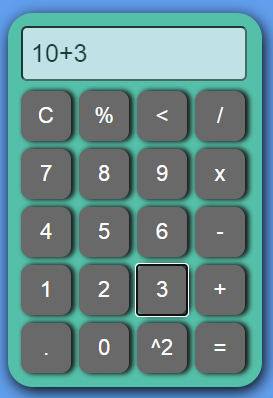 10+3
C % < /
7 8 9 x
4 5 6 -
1 2 3 +
. 0 ^2 =